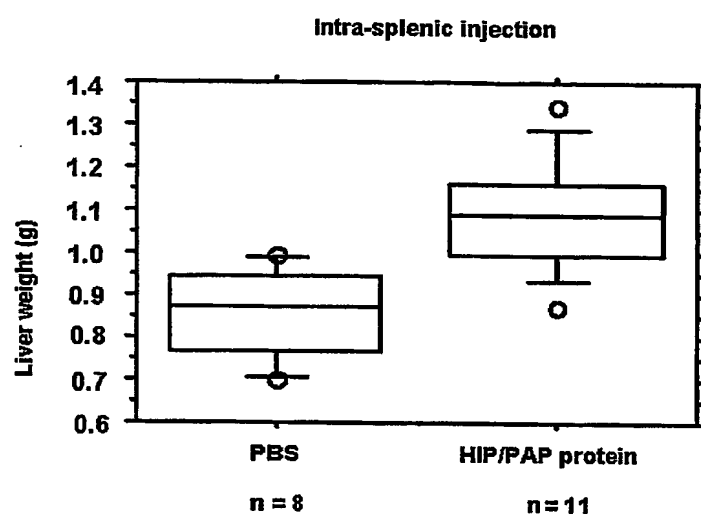 Intra-splenic injection
Liver weight (g)
1.4
1.3
1.2
1.1
1.0
0.9
0.8
0.7
0.6
PBS HIP/PAP protein
n = 8 n = 11